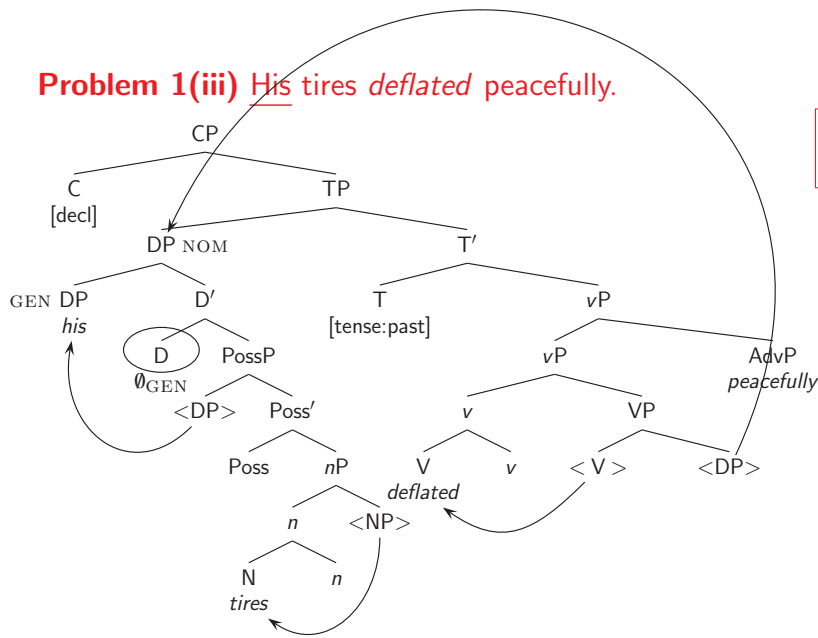 Problem 1(iii) His tires deflated peacefully.
CP
C TP
[decl]
DP NOM T′
GEN DP D′ T vP
his [tense:past]
D PossP vP AdvP
∅GEN peacefully
<DP> Poss′ v VP
Poss nP V v < V > <DP>
deflated
n <NP>
N n
tires